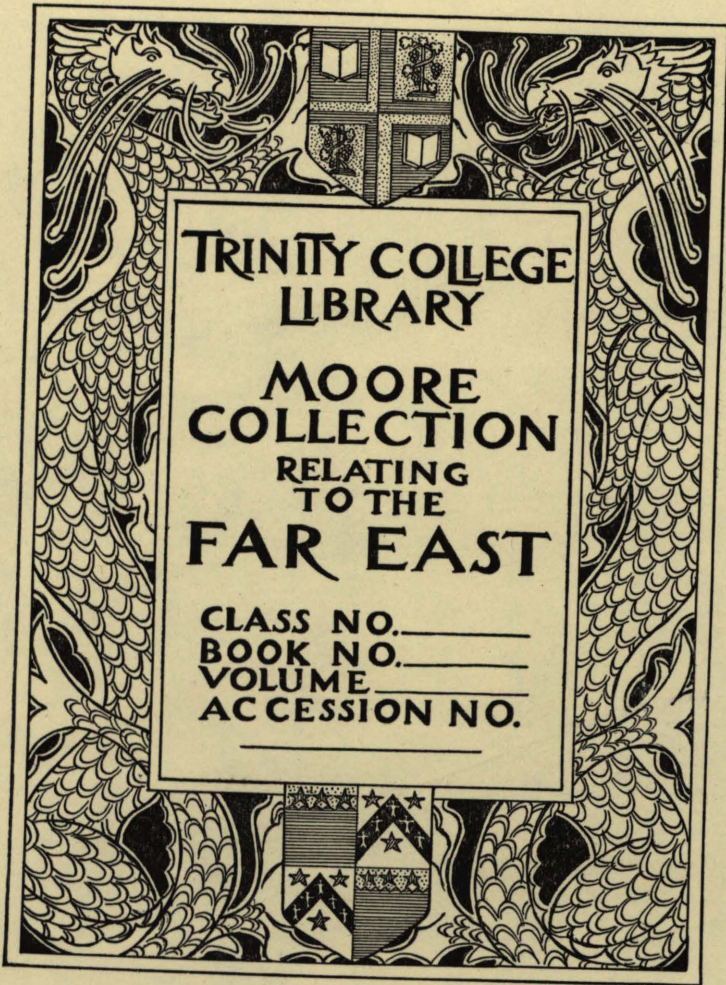 TRINITY COLLEGE
LIBRARY
MOORE
COLLECTION
RELATING
TO THE
FAR EAST
CLASS NO.
BOOK NO.
VOLUME
ACCESSION NO.